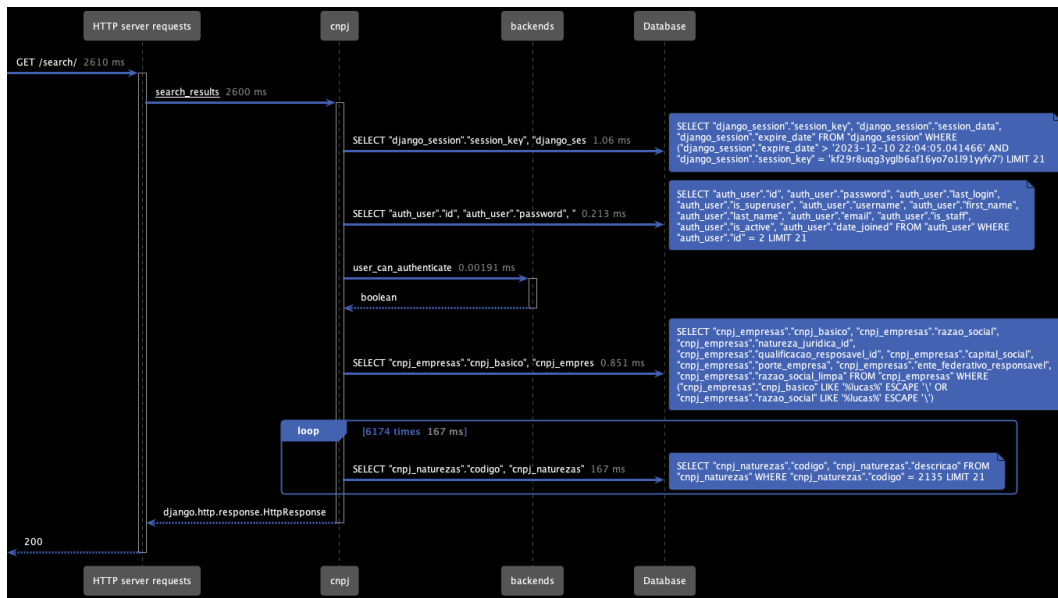 HTTP server requests
cnpj
backends
Database
GET /search/ 2610 ms
search_results 2600 ms
SELECT "django_session"."session_key", "django_ses 1.06 ms
SELECT "django_session"."session_key", "django_session"."session_data",
"django_session"."expire_date" FROM "django_session" WHERE
("django_session"."expire_date" > '2023-12-10 22:04:05.041466' AND
"django_session"."session_key" = 'kf29r8uqg3yglb6af16yo7o1l91yyfv7') LIMIT 21
SELECT "auth_user"."id", "auth_user"."password", " 0.213 ms
SELECT "auth_user"."id", "auth_user"."password", "auth_user"."last_login",
"auth_user"."is_superuser", "auth_user"."username", "auth_user"."first_name",
"auth_user"."last_name", "auth_user"."email", "auth_user"."is_staff",
"auth_user"."is_active", "auth_user"."date_joined" FROM "auth_user" WHERE
"auth_user"."id" = 2 LIMIT 21
user_can_authenticate 0.00191 ms
boolean
SELECT "cnpj_empresas"."cnpj_basico", "cnpj_empres 0.851 ms
SELECT "cnpj_empresas"."cnpj_basico", "cnpj_empresas"."razao_social",
"cnpj_empresas"."natureza_juridica_id",
"cnpj_empresas"."qualificacao_resposavel_id", "cnpj_empresas"."capital_social",
"cnpj_empresas"."porte_empresa", "cnpj_empresas"."ente_federativo_responsavel",
"cnpj_empresas"."razao_social_limpa" FROM "cnpj_empresas" WHERE
("cnpj_empresas"."cnpj_basico" LIKE '%lucas%' ESCAPE '\' OR
"cnpj_empresas"."razao_social" LIKE '%lucas%' ESCAPE '\')
loop [6174 times 167 ms]
SELECT "cnpj_naturezas"."codigo", "cnpj_naturezas" 167 ms
SELECT "cnpj_naturezas"."codigo", "cnpj_naturezas"."descricao" FROM
"cnpj_naturezas" WHERE "cnpj_naturezas"."codigo" = 2135 LIMIT 21
django.http.response.HttpResponse
200
HTTP server requests
cnpj
backends
Database